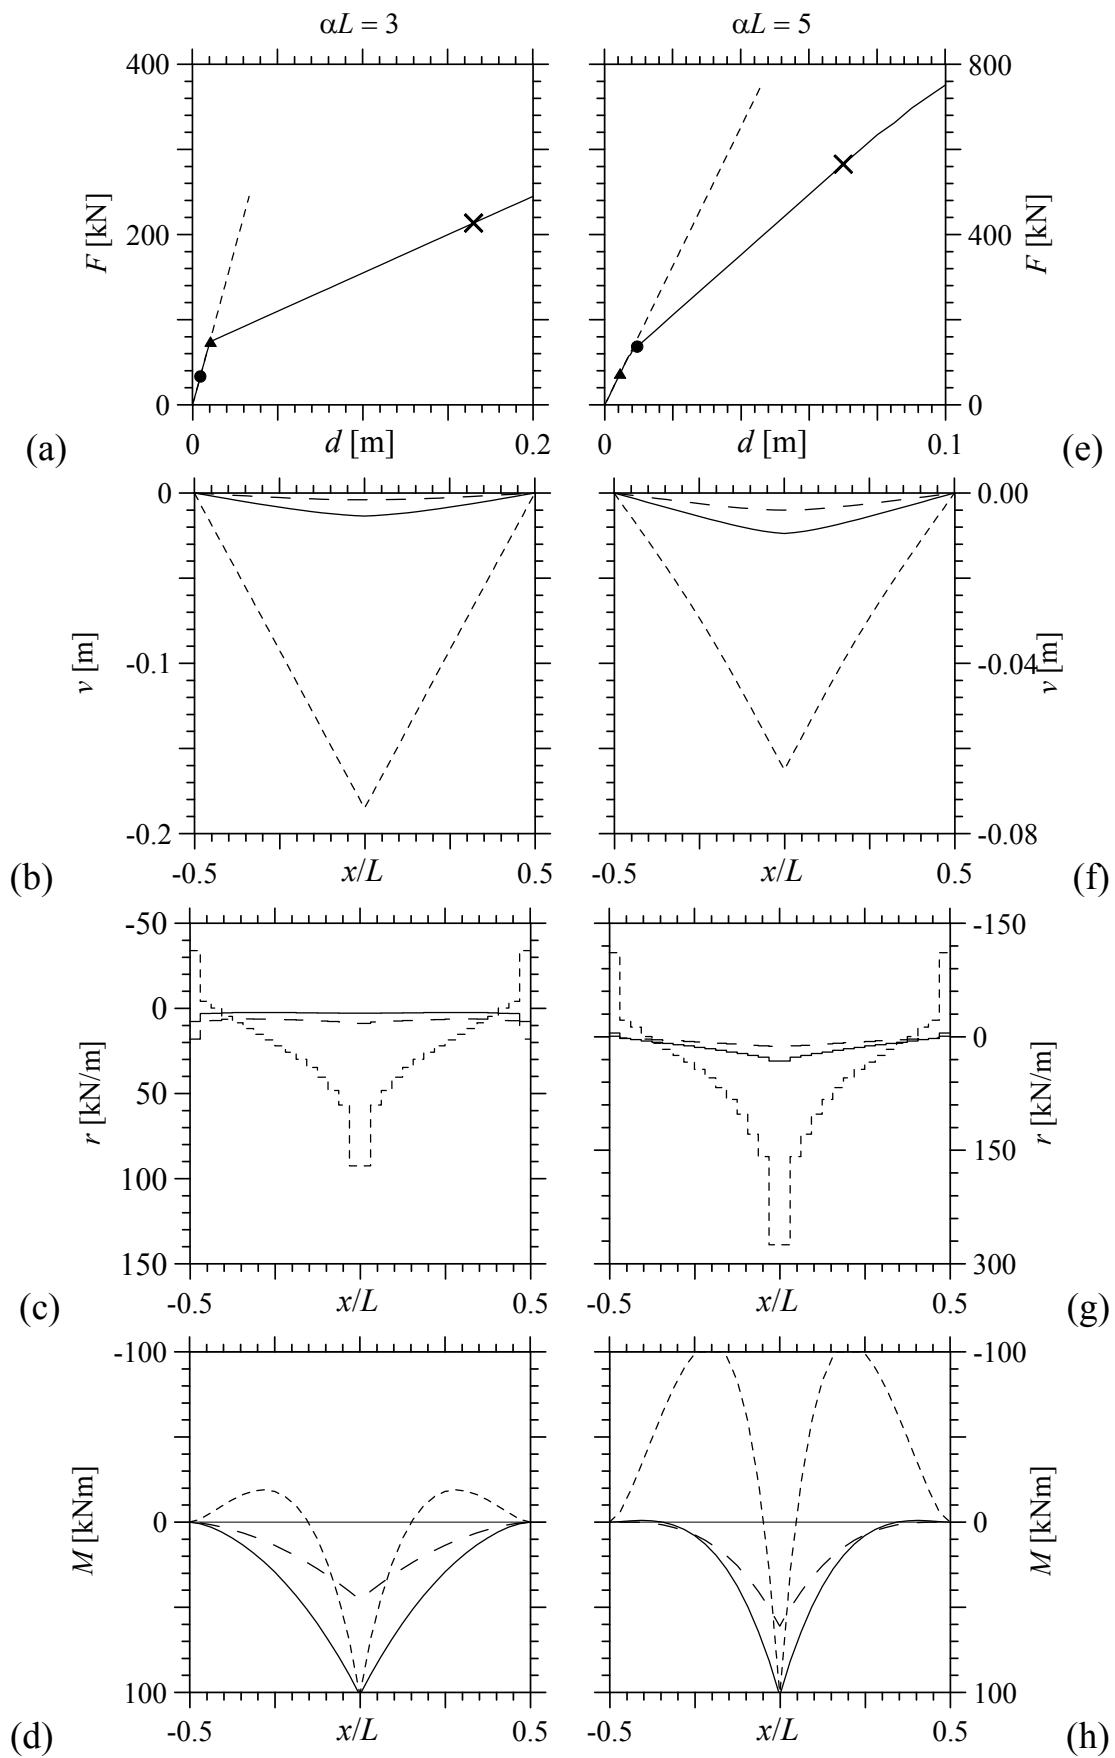 αL = 3
αL = 5
400
200
0
F [kN]
0
d [m]
0.2
(a)
800
400
0
F [kN]
0
d [m]
0.1
(e)
0
-0.1
-0.2
v [m]
-0.5
x/L
0.5
(b)
0.00
-0.04
-0.08
v [m]
-0.5
x/L
0.5
(f)
-50
0
50
100
150
r [kN/m]
-0.5
x/L
0.5
(c)
-150
0
150
300
r [kN/m]
-0.5
x/L
0.5
(g)
-100
0
100
M [kNm]
-0.5
x/L
0.5
(d)
-100
0
100
M [kNm]
-0.5
x/L
0.5
(h)